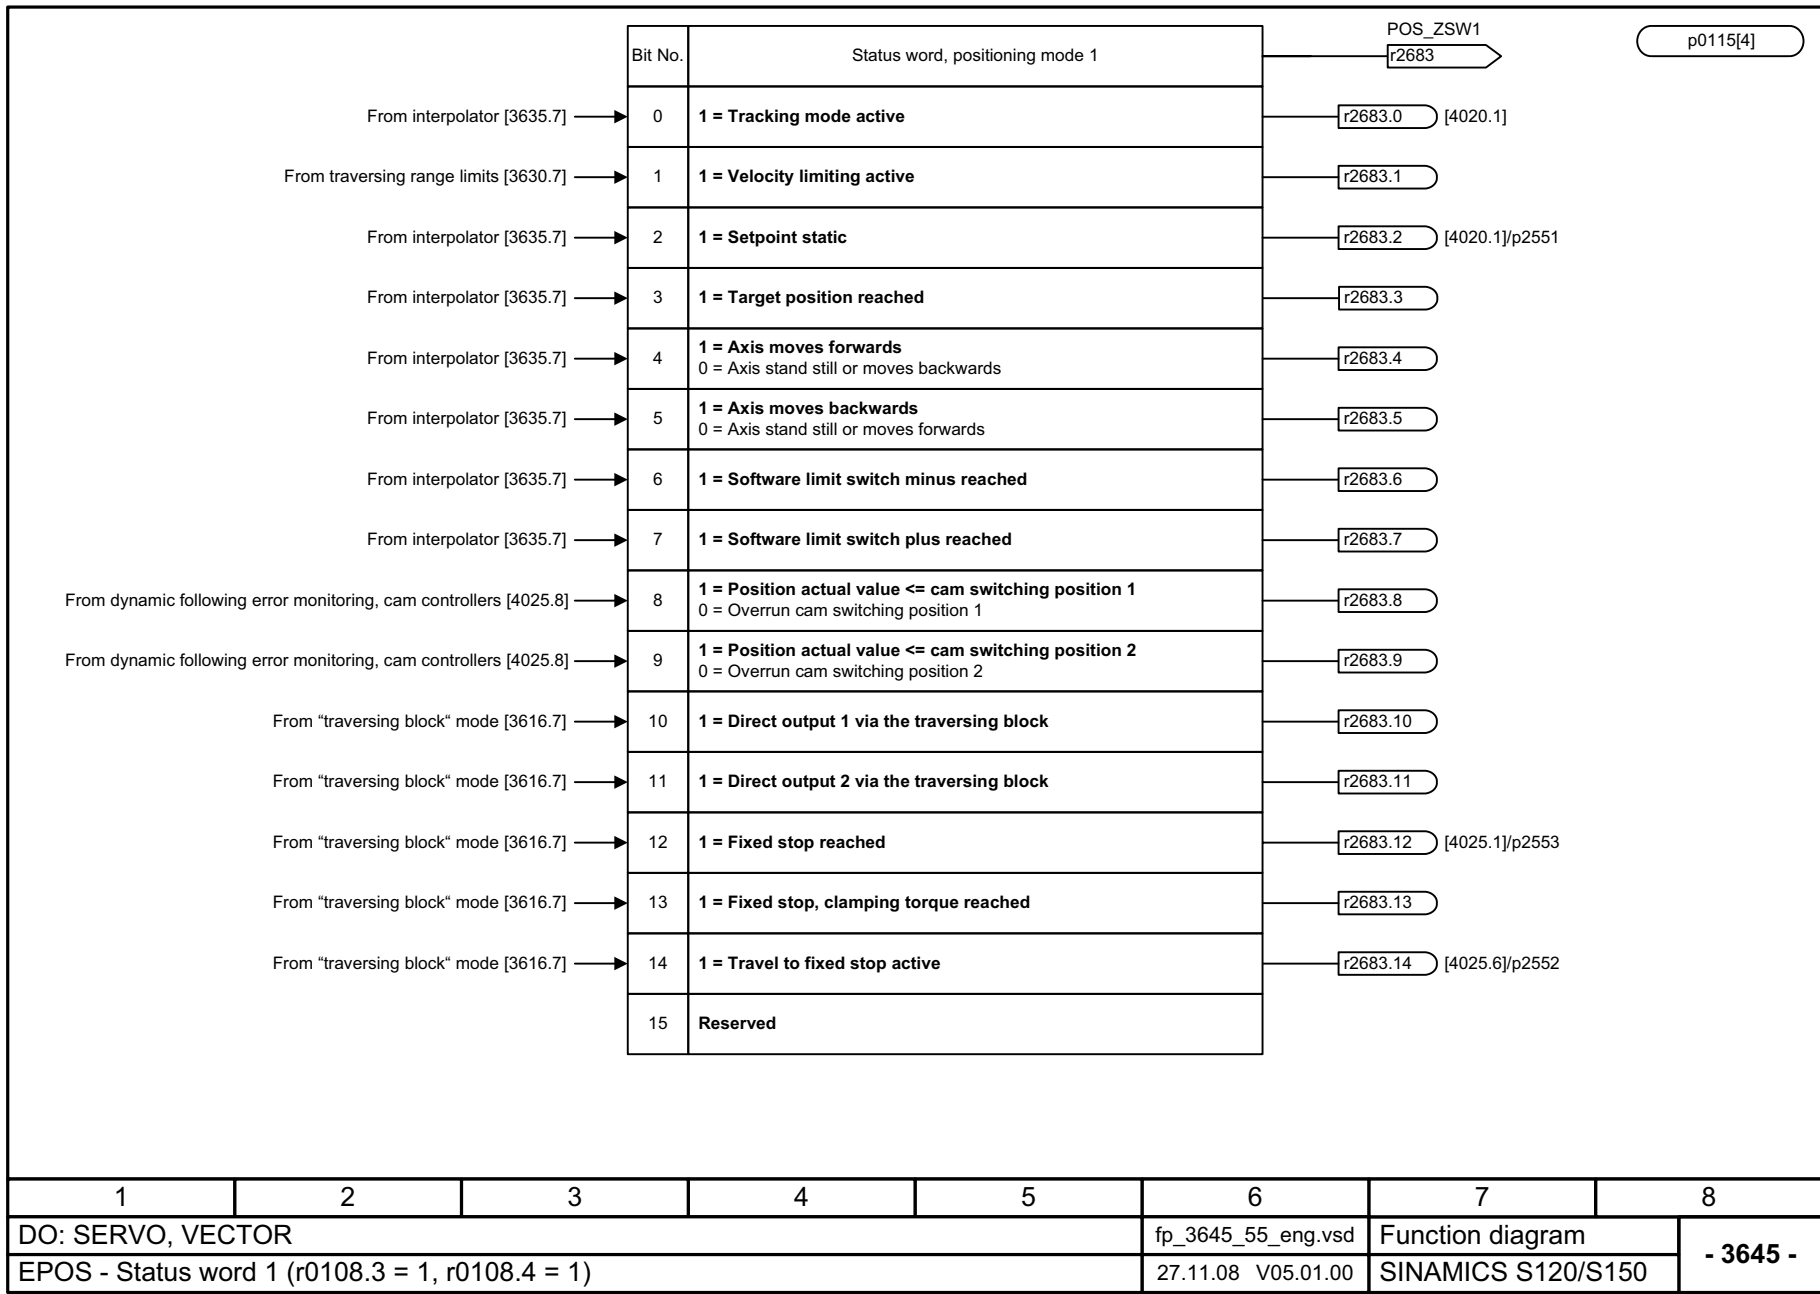 POS_ZSW1
Bit No. Status word, positioning mode 1 r2683 p0115[4]
From interpolator [3635.7] 0 1 = Tracking mode active r2683.0 [4020.1]
From traversing range limits [3630.7] 1 1 = Velocity limiting active r2683.1
From interpolator [3635.7] 2 1 = Setpoint static r2683.2 [4020.1]/p2551
From interpolator [3635.7] 3 1 = Target position reached r2683.3
From interpolator [3635.7] 4 1 = Axis moves forwards r2683.4
0 = Axis stand still or moves backwards
From interpolator [3635.7] 5 1 = Axis moves backwards r2683.5
0 = Axis stand still or moves forwards
From interpolator [3635.7] 6 1 = Software limit switch minus reached r2683.6
From interpolator [3635.7] 7 1 = Software limit switch plus reached r2683.7
From dynamic following error monitoring, cam controllers [4025.8] 8 1 = Position actual value <= cam switching position 1 r2683.8
0 = Overrun cam switching position 1
From dynamic following error monitoring, cam controllers [4025.8] 9 1 = Position actual value <= cam switching position 2 r2683.9
0 = Overrun cam switching position 2
From “traversing block“ mode [3616.7] 10 1 = Direct output 1 via the traversing block r2683.10
From “traversing block“ mode [3616.7] 11 1 = Direct output 2 via the traversing block r2683.11
From “traversing block“ mode [3616.7] 12 1 = Fixed stop reached r2683.12 [4025.1]/p2553
From “traversing block“ mode [3616.7] 13 1 = Fixed stop, clamping torque reached r2683.13
From “traversing block“ mode [3616.7] 14 1 = Travel to fixed stop active r2683.14 [4025.6]/p2552
15 Reserved
1 2 3 4 5 6 7 8
DO: SERVO, VECTOR fp_3645_55_eng.vsd Function diagram - 3645 -
EPOS - Status word 1 (r0108.3 = 1, r0108.4 = 1) 27.11.08 V05.01.00 SINAMICS S120/S150